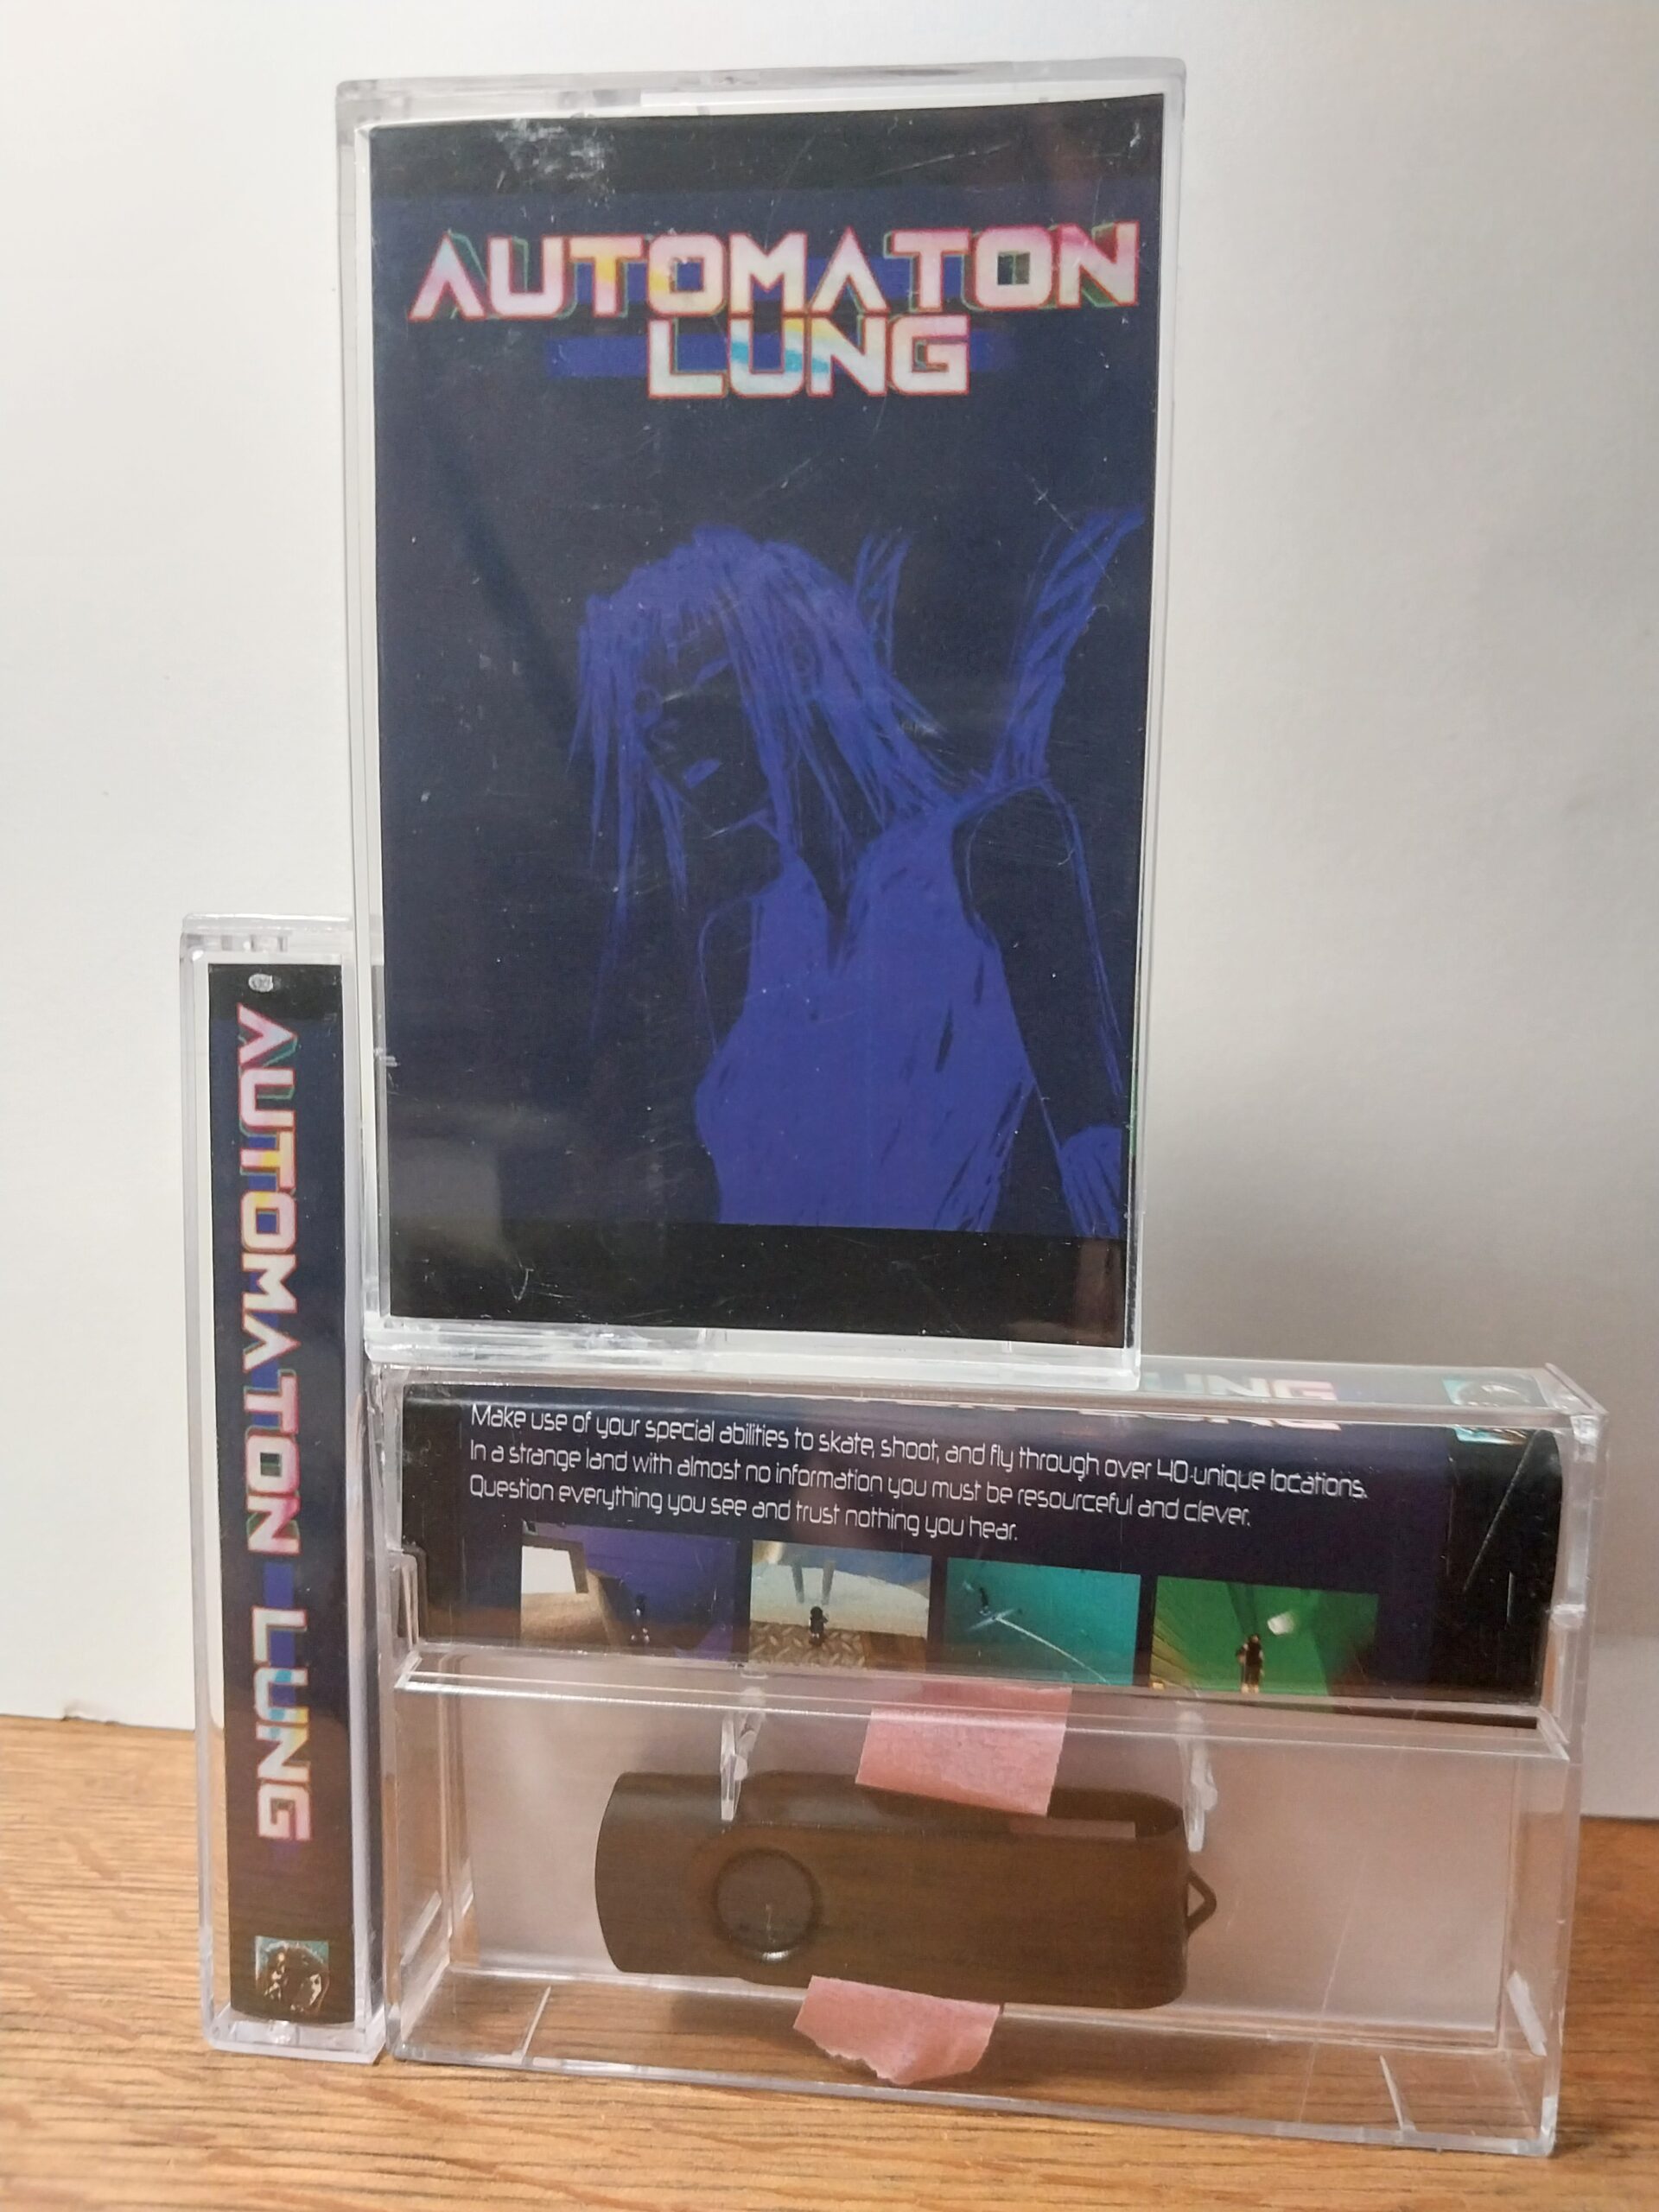 AUTOMATON
LUNG
AUTOMATON LUNG
LUNG
Make use of your special abilities to skate, shoot, and fly through over 40 unique locations.
In a strange land with almost no information you must be resourceful and clever.
Question everything you see and trust nothing you hear.